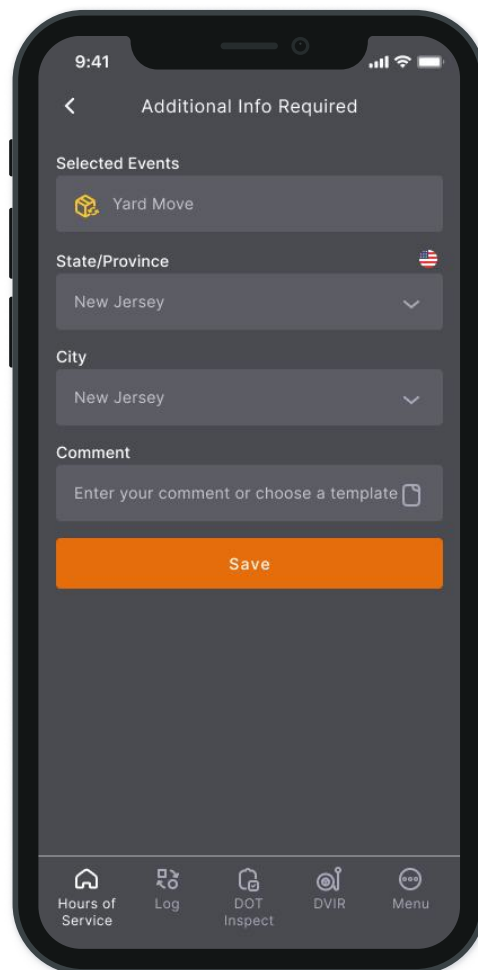 9:41
Additional Info Required
Selected Events
Yard Move
State/Province
New Jersey
City
New Jersey
Comment
Enter your comment or choose a template
Save
Hours of
Service
Log
DOT
Inspect
DVIR
Menu